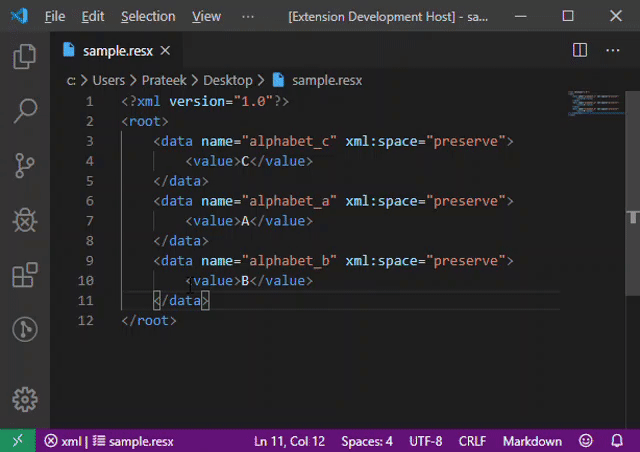 File Edit Selection View ··· [Extension Development Host] - sa...
sample.resx
c: > Users > Prateek > Desktop > sample.resx
1 <?xml version="1.0"?>
2 <root>
3 <data name="alphabet_c" xml:space="preserve">
4 <value>C</value>
5 </data>
6 <data name="alphabet_a" xml:space="preserve">
7 <value>A</value>
8 </data>
9 <data name="alphabet_b" xml:space="preserve">
10 <value>B</value>
11 </data>
12 </root>
xml | sample.resx Ln 11, Col 12 Spaces: 4 UTF-8 CRLF Markdown